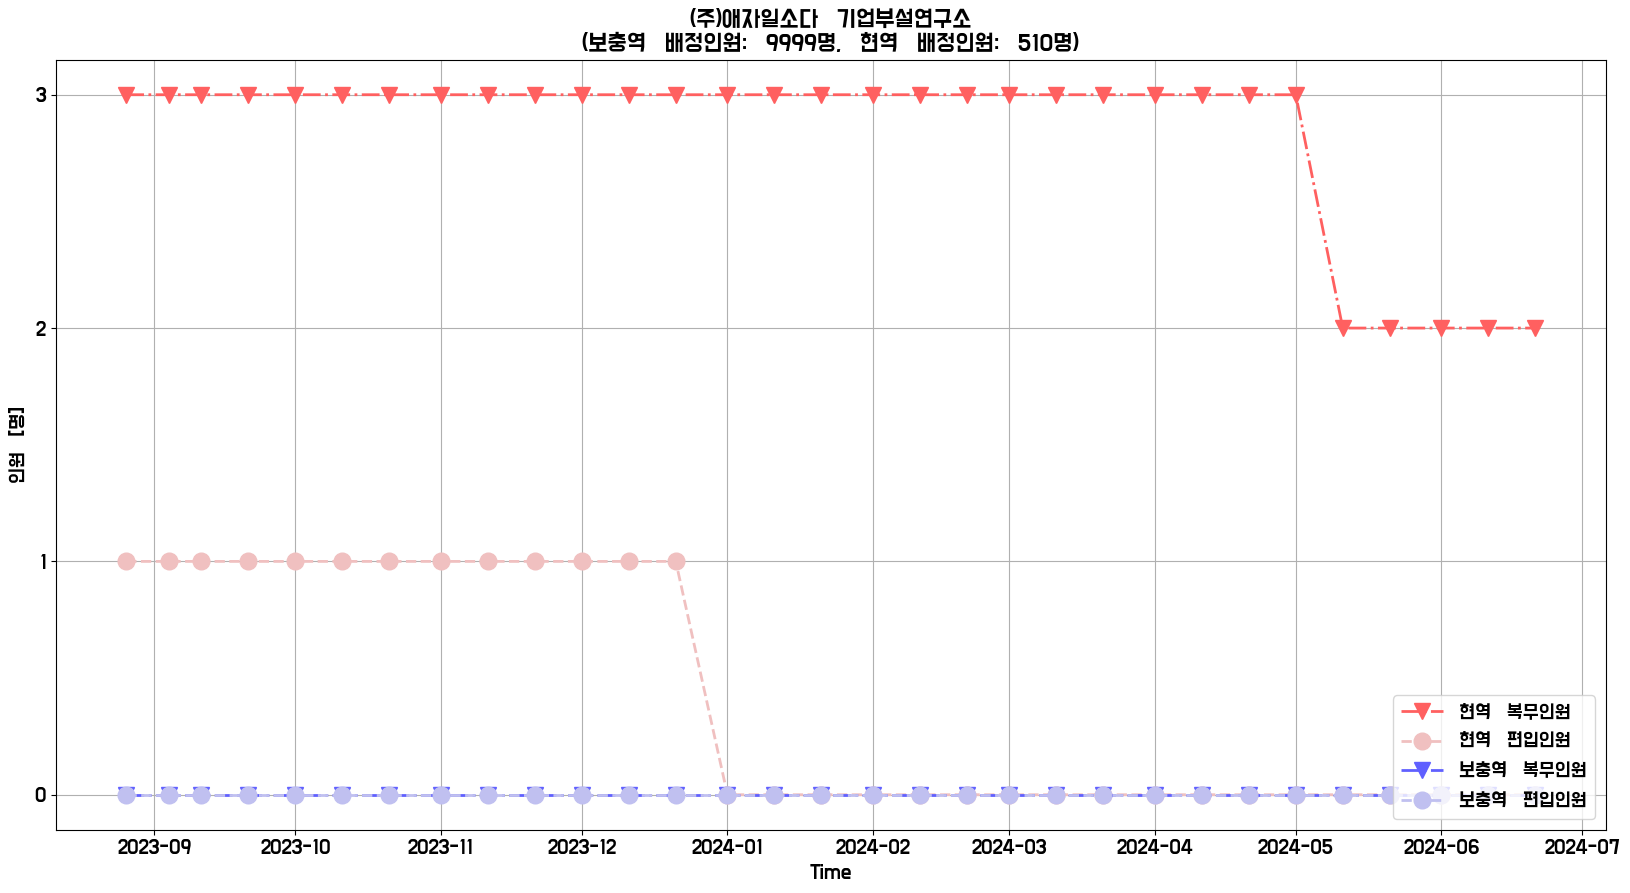 (주)애자일소다 기업부설연구소
(보충역 배정인원: 9999명, 현역 배정인원: 510명)
3
2
1
0
인원 [명]
현역 복무인원
현역 편입인원
보충역 복무인원
보충역 편입인원
2023-09 2023-10 2023-11 2023-12 2024-01 2024-02 2024-03 2024-04 2024-05 2024-06 2024-07
Time